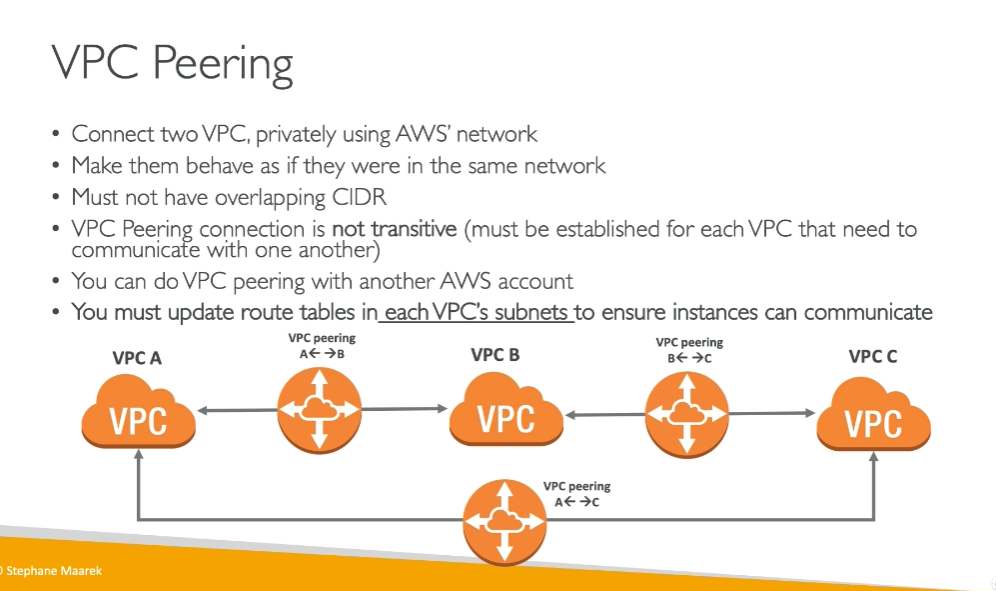 VPC Peering
• Connect two VPC, privately using AWS' network
• Make them behave as if they were in the same network
• Must not have overlapping CIDR
• VPC Peering connection is not transitive (must be established for each VPC that need to
communicate with one another)
• You can do VPC peering with another AWS account
• You must update route tables in each VPC's subnets to ensure instances can communicate
VPC A
VPC peering
A← →B
VPC B
VPC peering
B← →C
VPC C
VPC
VPC
VPC
VPC peering
A← →C
© Stephane Maarek